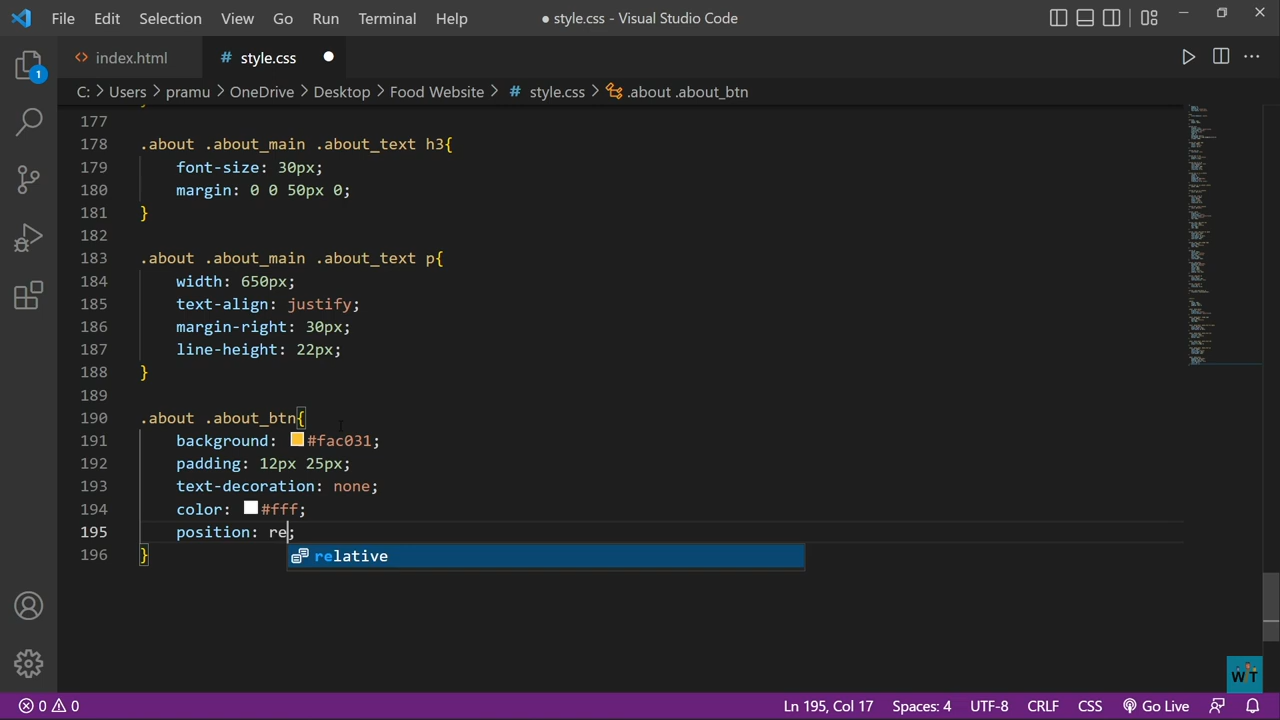 File Edit Selection View Go Run Terminal Help ● style.css - Visual Studio Code
<> index.html # style.css ●
C: > Users > pramu > OneDrive > Desktop > Food Website > # style.css > .about .about_btn
177
178 .about .about_main .about_text h3{
179 font-size: 30px;
180 margin: 0 0 50px 0;
181 }
182
183 .about .about_main .about_text p{
184 width: 650px;
185 text-align: justify;
186 margin-right: 30px;
187 line-height: 22px;
188 }
189
190 .about .about_btn{
191 background: #fac031;
192 padding: 12px 25px;
193 text-decoration: none;
194 color: #fff;
195 position: re;
relative
196 }
1
WT
0 0 Ln 195, Col 17 Spaces: 4 UTF-8 CRLF CSS Go Live